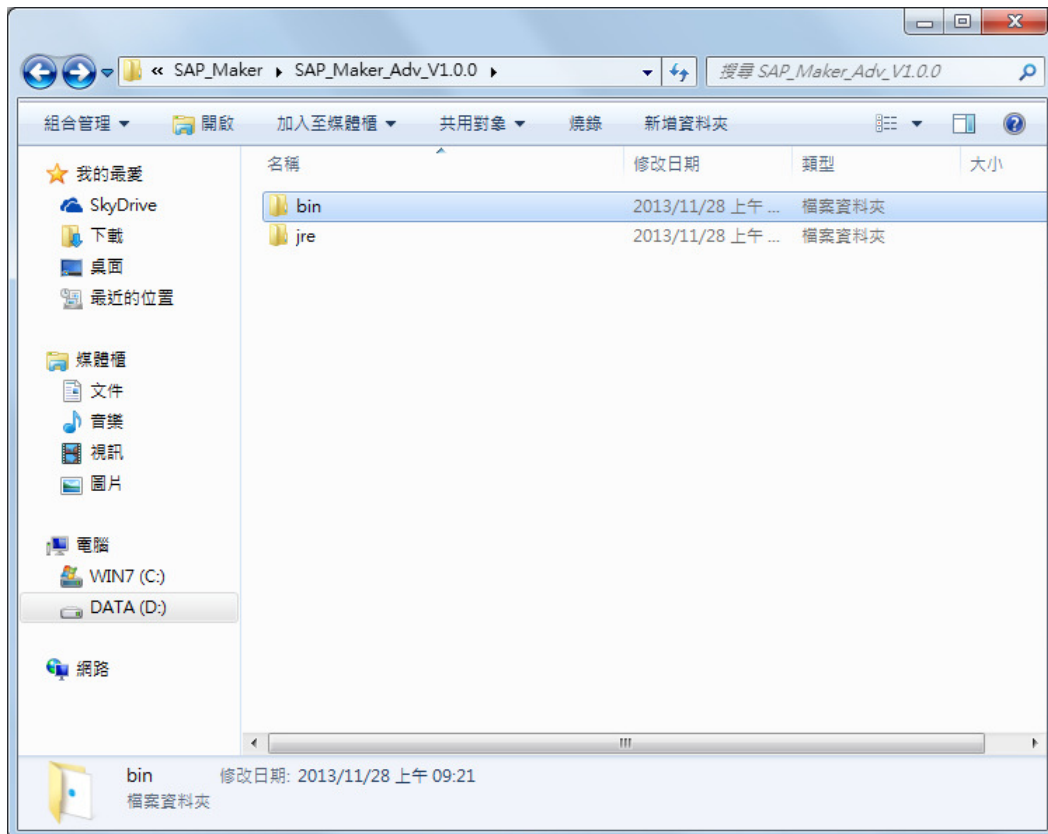 « SAP_Maker ▸ SAP_Maker_Adv_V1.0.0 ▸ 搜尋 SAP_Maker_Adv_V1.0.0
組合管理 開啟 加入至媒體櫃 共用對象 燒錄 新增資料夾
我的最愛
SkyDrive
下載
桌面
最近的位置
媒體櫃
文件
音樂
視訊
圖片
電腦
WIN7 (C:)
DATA (D:)
網路
名稱 修改日期 類型 大小
bin 2013/11/28 上午 ... 檔案資料夾
jre 2013/11/28 上午 ... 檔案資料夾
bin 修改日期: 2013/11/28 上午 09:21
檔案資料夾